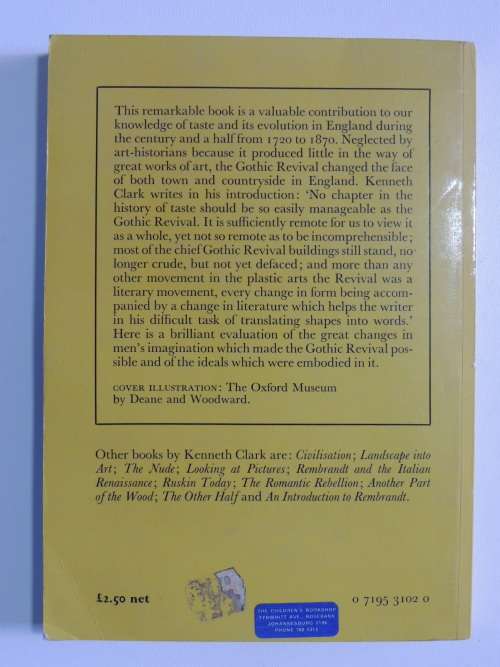 This remarkable book is a valuable contribution to our
knowledge of taste and its evolution in England during
the century and a half from 1720 to 1870. Neglected by
art-historians because it produced little in the way of
great works of art, the Gothic Revival changed the face
of both town and countryside in England. Kenneth
Clark writes in his introduction: ‘No chapter in the
history of taste should be so easily manageable as the
Gothic Revival. It is sufficiently remote for us to view it
as a whole, yet not so remote as to be incomprehensible;
most of the chief Gothic Revival buildings still stand, no
longer crude, but not yet defaced; and more than any
other movement in the plastic arts the Revival was a
literary movement, every change in form being accom-
panied by a change in literature which helps the writer
in his difficult task of translating shapes into words.’
Here is a brilliant evaluation of the great changes in
men's imagination which made the Gothic Revival pos-
sible and of the ideals which were embodied in it.
COVER ILLUSTRATION: The Oxford Museum
by Deane and Woodward.
Other books by Kenneth Clark are: Civilisation; Landscape into
Art; The Nude; Looking at Pictures; Rembrandt and the Italian
Renaissance; Ruskin Today; The Romantic Rebellion; Another Part
of the Wood; The Other Half and An Introduction to Rembrandt.
£2.50 net
0 7195 3102 0
THE CHILDREN'S BOOKSHOP
AVE., ROSEBANK
JOHANNESBURG 2196
PHONE 788